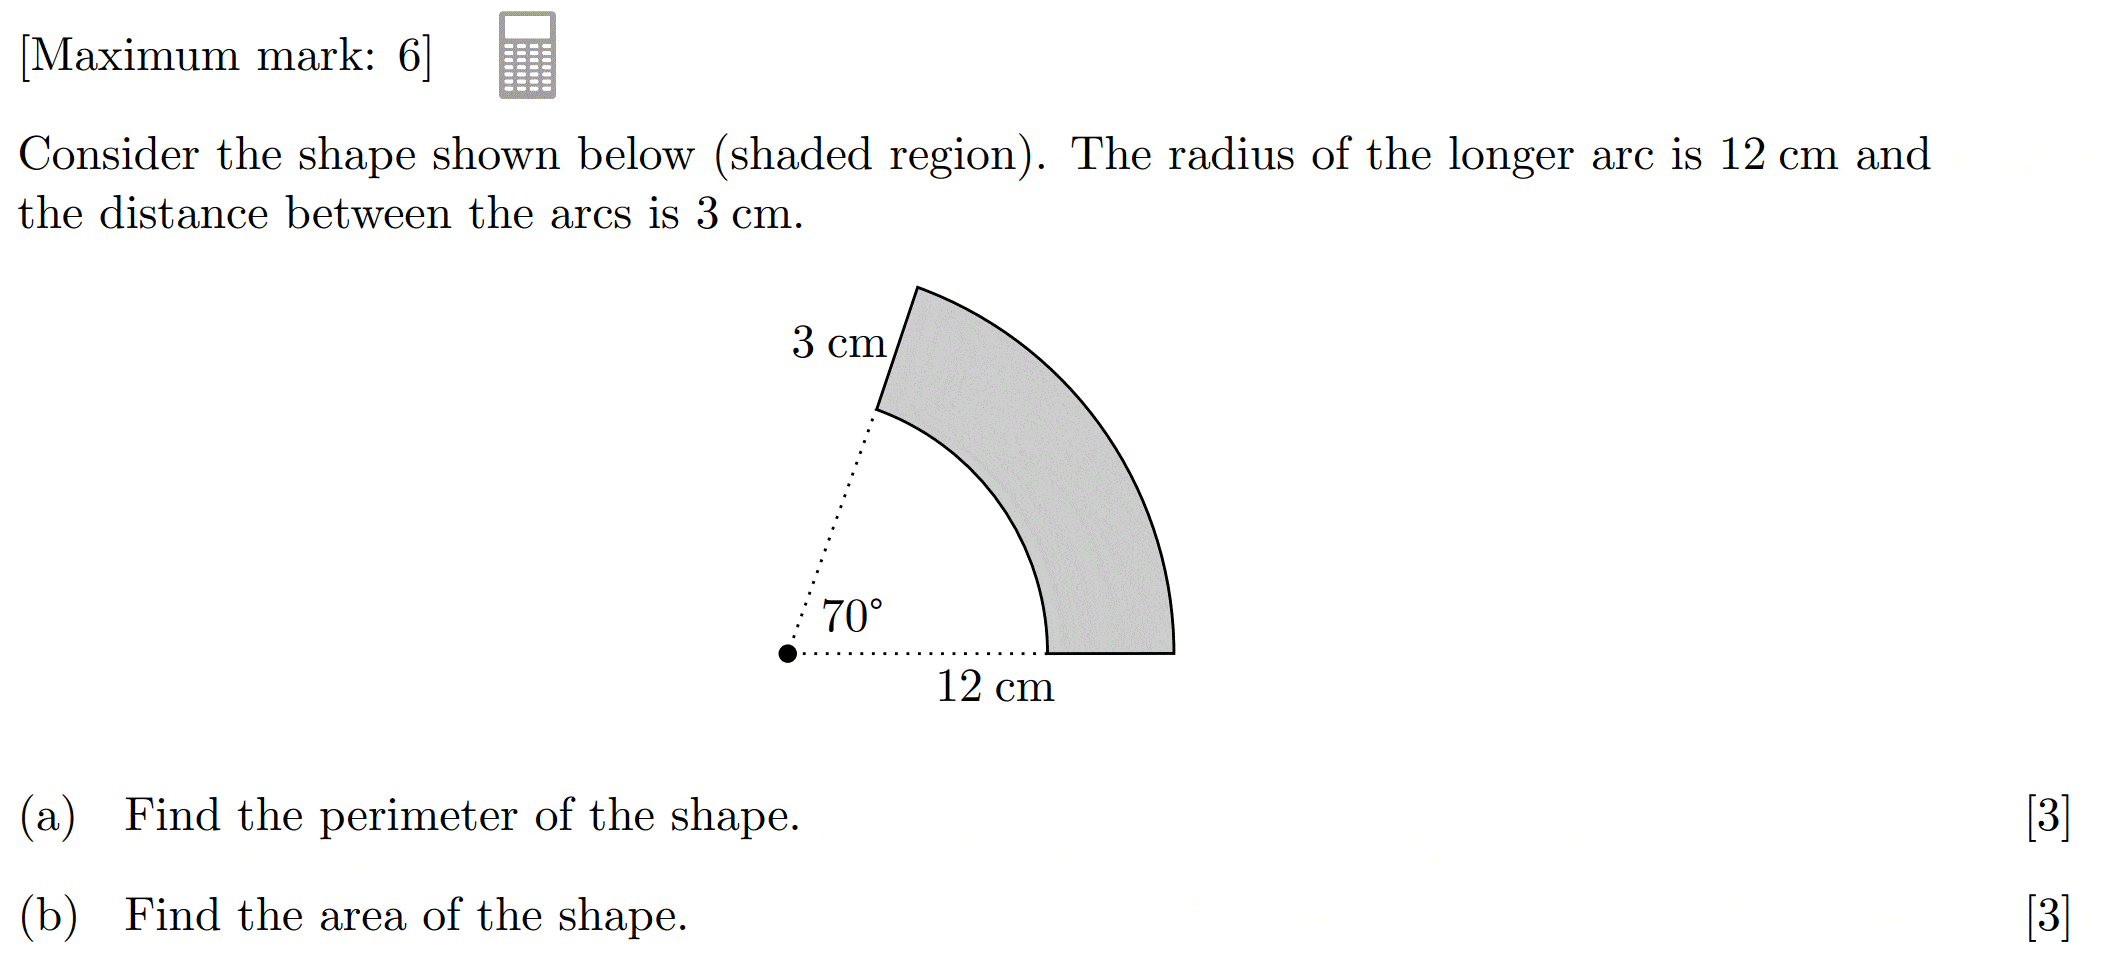 [Maximum mark: 6]
Consider the shape shown below (shaded region). The radius of the longer arc is 12 cm and
the distance between the arcs is 3 cm.
3 cm
70°
12 cm
(a) Find the perimeter of the shape. [3]
(b) Find the area of the shape. [3]